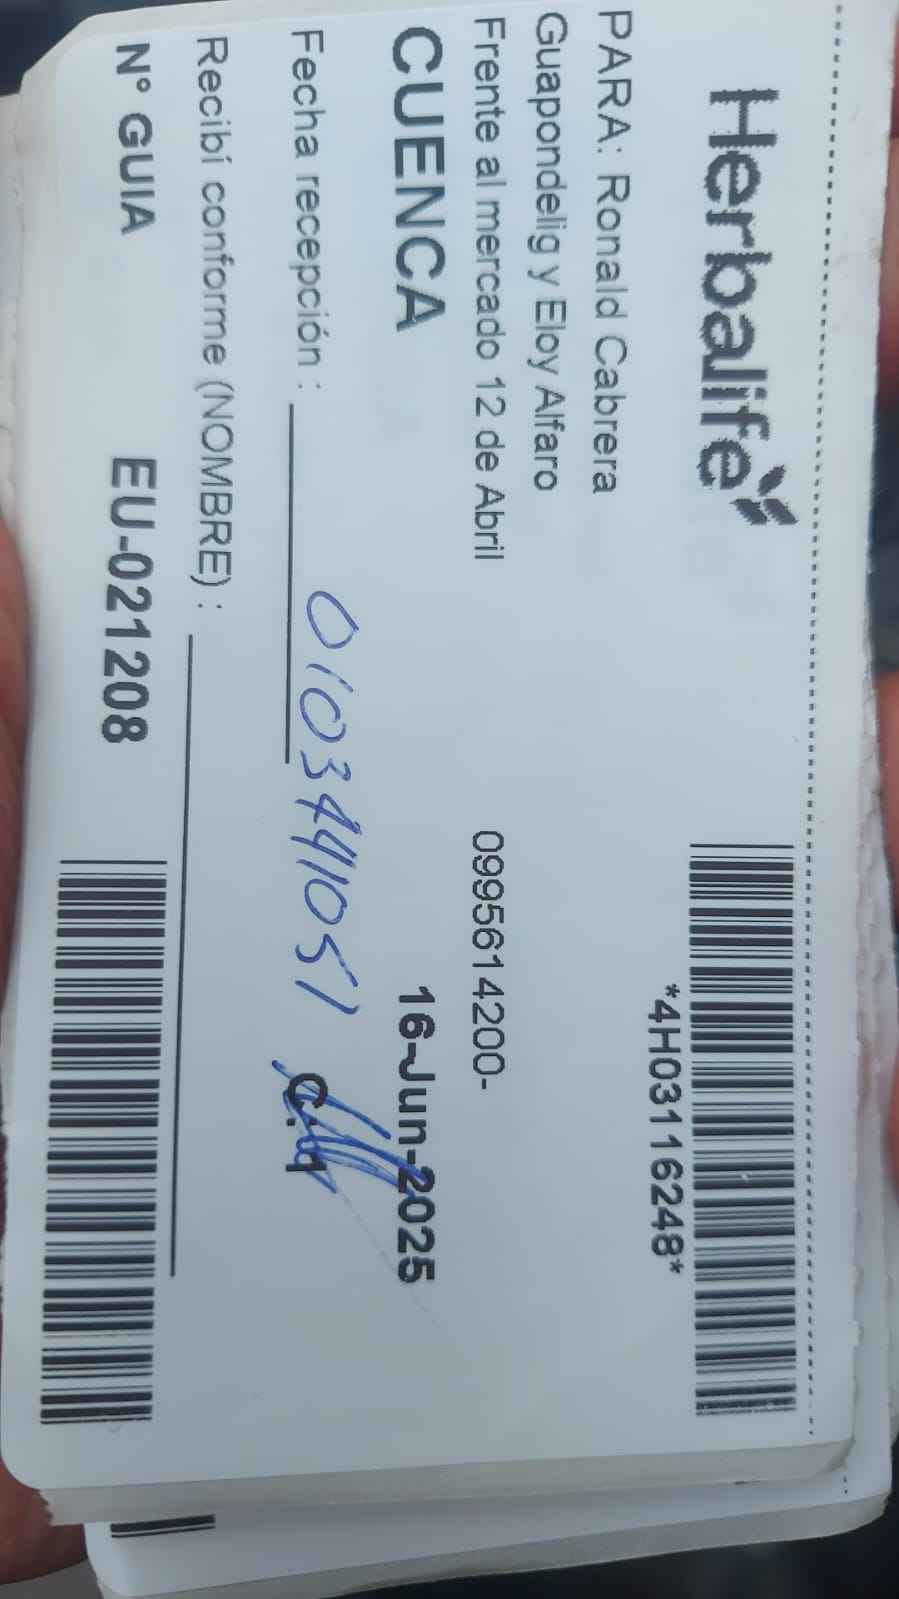 Herbalife
*4H03116248*
PARA: Ronald Cabrera
Guapondelig y Eloy Alfaro
Frente al mercado 12 de Abril
0995614200-
CUENCA
16-Jun-2025
Fecha recepción :
0103441051
C:1
Recibí conforme (NOMBRE) :
N° GUIA
EU-021208